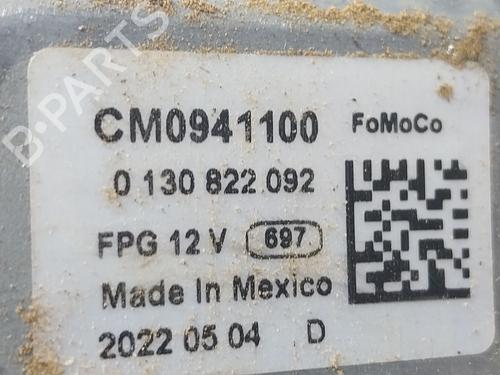 B-PARTS
CM0941100 FoMoCo
0 130 822 092
FPG 12 V 697
Made In Mexico
2022 05 04 D